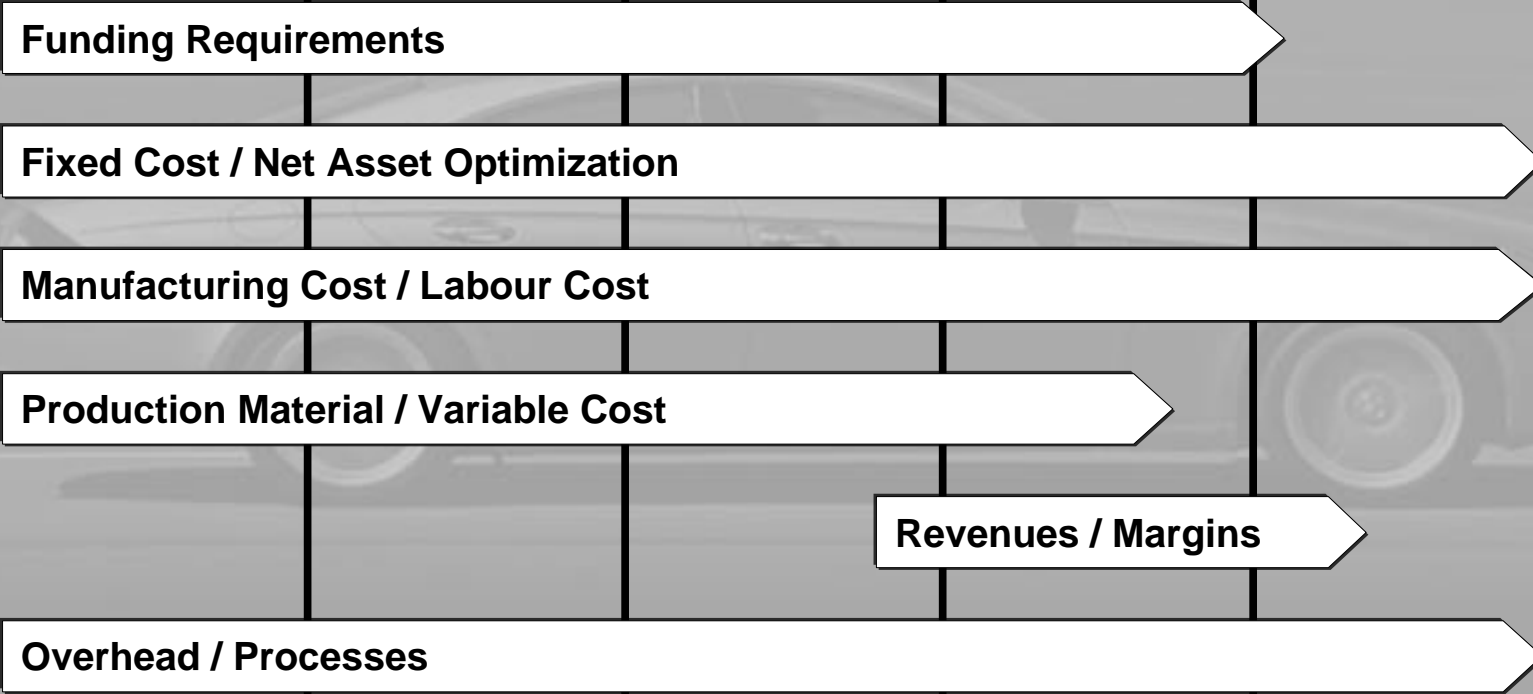 Funding Requirements
Fixed Cost / Net Asset Optimization
Manufacturing Cost / Labour Cost
Production Material / Variable Cost
Revenues / Margins
Overhead / Processes